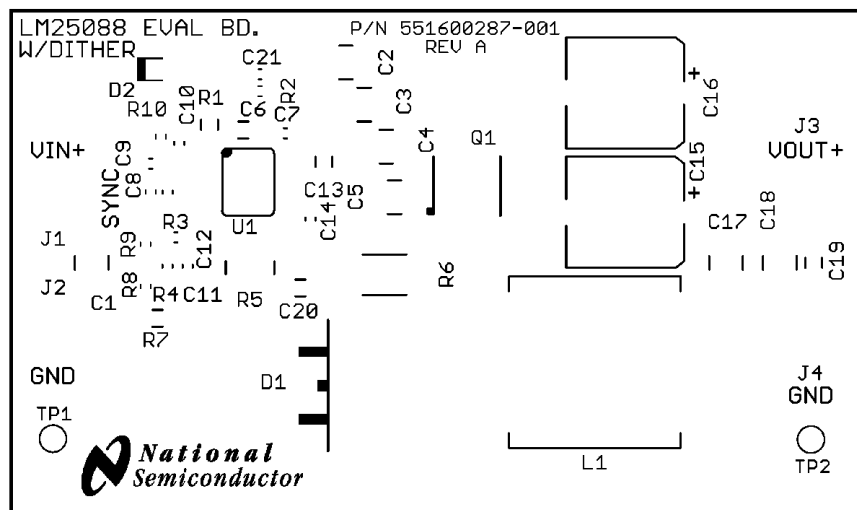 LM25088 EVAL BD.
W/DITHER
P/N 551600287-001
REV A
D2
C21
C2
C3
C4
R10
C10
R1
C6
C7
R2
Q1
C16
+
C15
+
J3
VOUT+
VIN+
C9
C8
SYNC
U1
C13
C5
C14
C17
C18
C19
J1
J2
C1
R9
R8
R3
C12
R4
C11
R5
C20
R6
R7
GND
TP1
D1
L1
J4
GND
TP2
National
Semiconductor